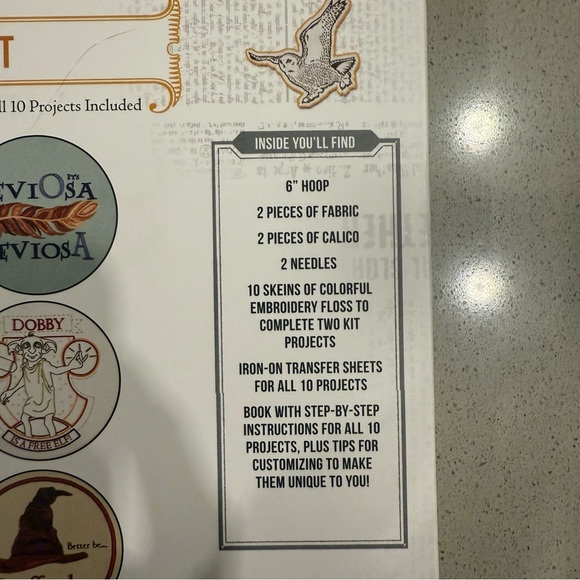 T
ll 10 Projects Included
INSIDE YOU'LL FIND
6" HOOP
2 PIECES OF FABRIC
2 PIECES OF CALICO
2 NEEDLES
10 SKEINS OF COLORFUL
EMBROIDERY FLOSS TO
COMPLETE TWO KIT
PROJECTS
IRON-ON TRANSFER SHEETS
FOR ALL 10 PROJECTS
BOOK WITH STEP-BY-STEP
INSTRUCTIONS FOR ALL 10
PROJECTS, PLUS TIPS FOR
CUSTOMIZING TO MAKE
THEM UNIQUE TO YOU!
IT'S
EVIOSA
EVIOSA
DOBBY
IS A FREE ELF!
Better be...